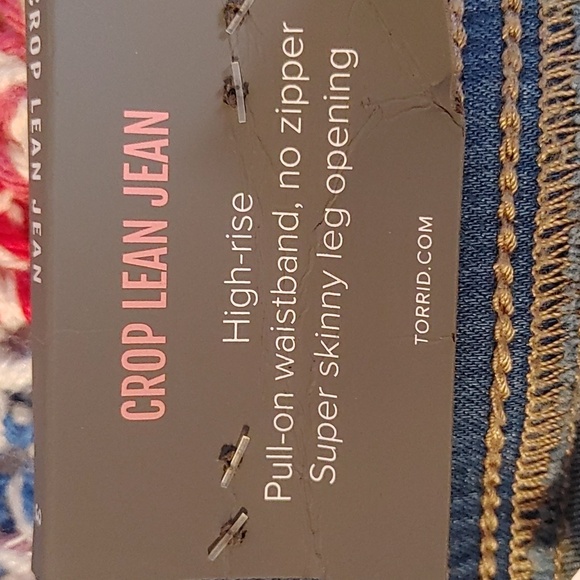 CROP LEAN JEAN
CROP LEAN JEAN
High-rise
Pull-on waistband, no zipper
Super skinny leg opening
TORRID.COM